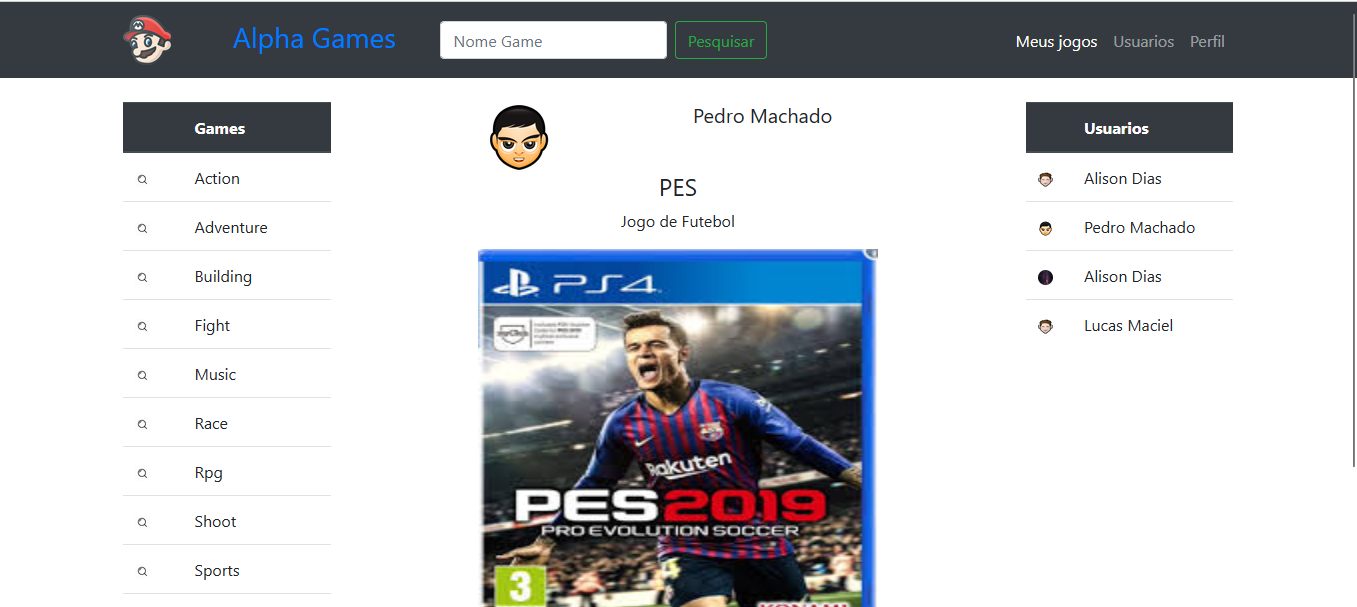 Alpha Games
Nome Game
Pesquisar
Meus jogos
Usuarios
Perfil
Games
Action
Adventure
Building
Fight
Music
Race
Rpg
Shoot
Sports
Pedro Machado
PES
Jogo de Futebol
PS4
Rakuten
PES2019
PRO EVOLUTION SOCCER
3
KONAMI
Usuarios
Alison Dias
Pedro Machado
Alison Dias
Lucas Maciel